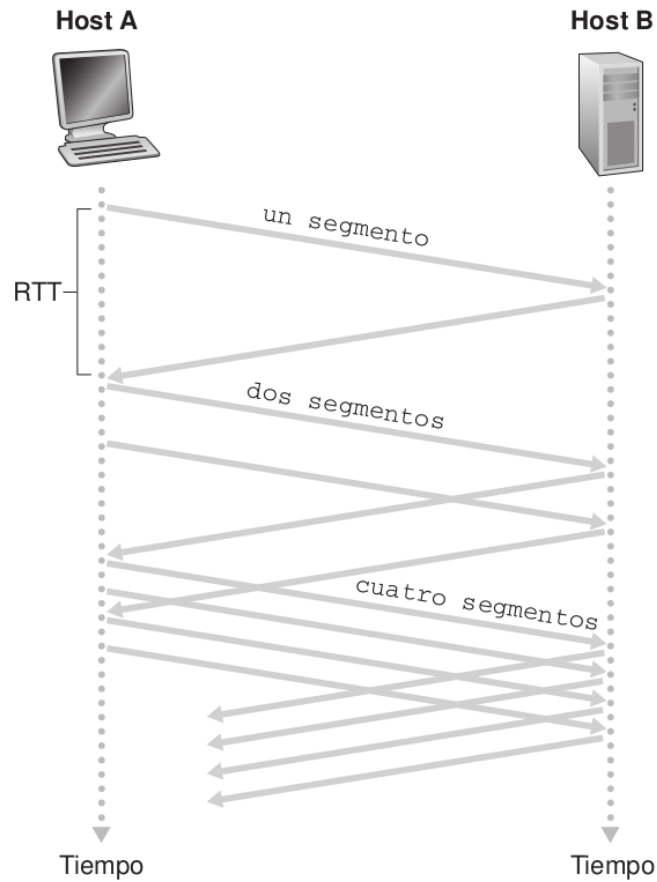 Host A
Host B
un segmento
RTT
dos segmentos
cuatro segmentos
Tiempo
Tiempo